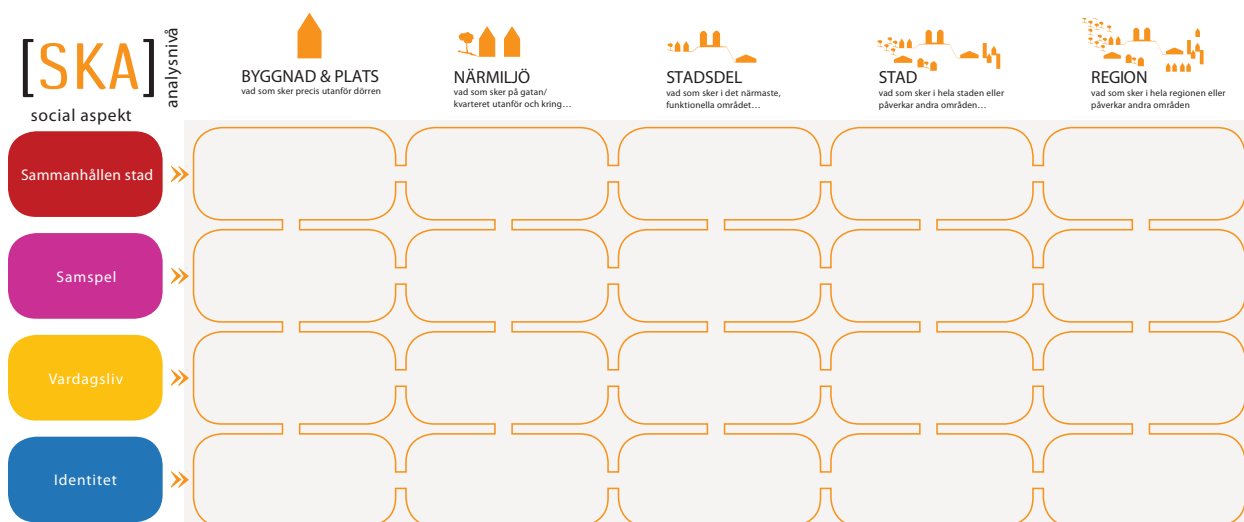 [SKA]
analysnivå
social aspekt
BYGGNAD & PLATS
vad som sker precis utanför dörren
NÄRMILJÖ
vad som sker på gatan/
kvarteret utanför och kring…
STADSDEL
vad som sker i det närmaste,
funktionella området…
STAD
vad som sker i hela staden eller
påverkar andra områden…
REGION
vad som sker i hela regionen eller
påverkar andra områden
Sammanhållen stad
Samspel
Vardagsliv
Identitet